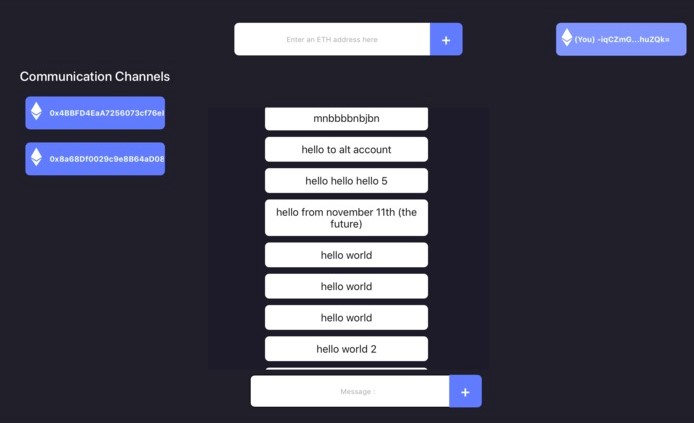 Enter an ETH address here
+
(You) -iqCZmG...huZQk=
Communication Channels
0x4BBFD4EaA7256073cf76e
0x8a68Df0029c9e8B64aD08
mnbbbbnbjbn
hello to alt account
hello hello hello 5
hello from november 11th (the
future)
hello world
hello world
hello world
hello world 2
Message :
+